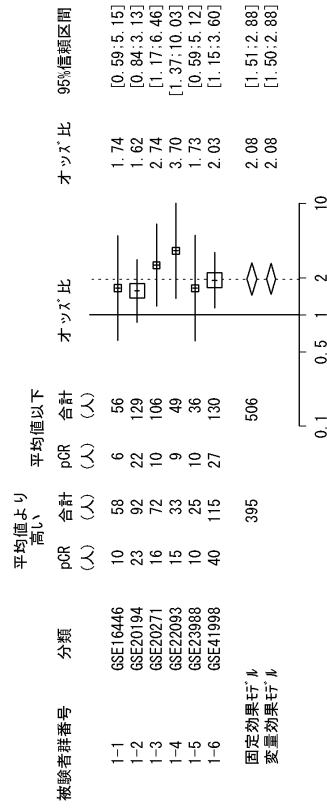 平均値より高い 平均値以下
被験者群番号 分類 pCR(人) 合計(人) pCR(人) 合計(人) オッズ比 オッズ比 95%信頼区間
1-1 GSE16446 10 58 6 56 1.74 [0.59;5.15]
1-2 GSE20194 23 92 22 129 1.62 [0.84;3.13]
1-3 GSE20271 16 72 10 106 2.74 [1.17;6.46]
1-4 GSE22093 15 33 9 49 3.70 [1.37;10.03]
1-5 GSE23988 10 25 10 36 1.73 [0.59;5.12]
1-6 GSE41998 40 115 27 130 2.03 [1.15;3.60]
固定効果モデル 395 506 2.08 [1.51;2.88]
変量効果モデル 2.08 [1.50;2.88]
0.1 0.5 1 2 10